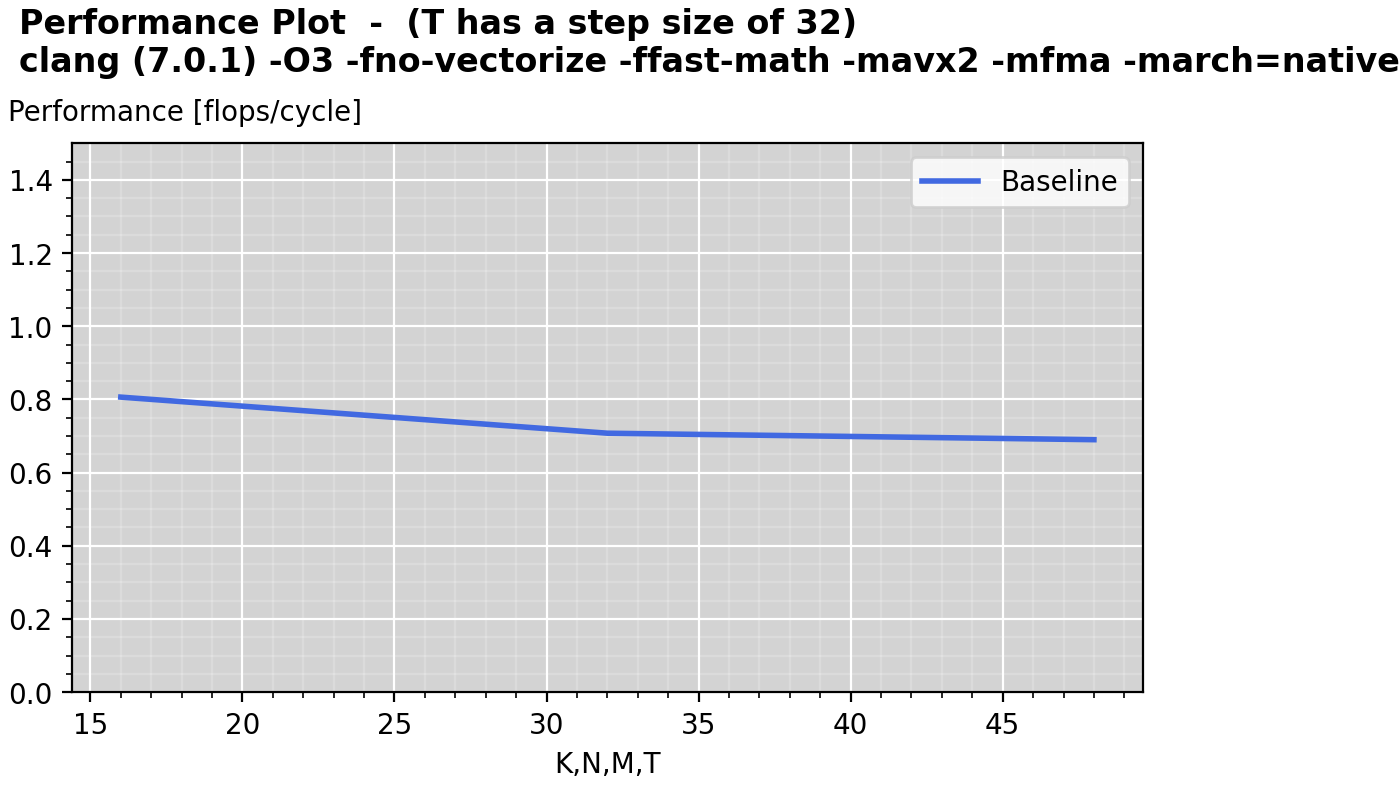 Performance Plot  -  (T has a step size of 32)
clang (7.0.1) -O3 -fno-vectorize -ffast-math -mavx2 -mfma -march=native
Performance [flops/cycle]
Baseline
1.4
1.2
1.0
0.8
0.6
0.4
0.2
0.0
15 20 25 30 35 40 45
K,N,M,T